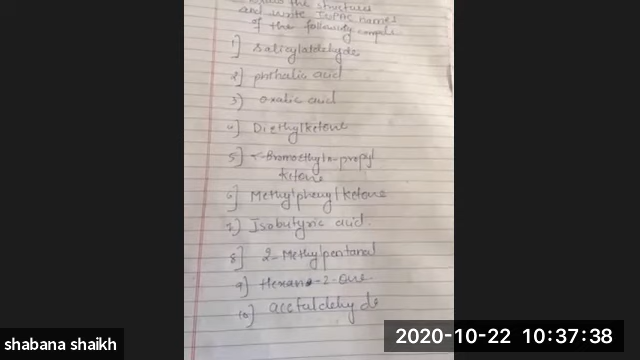 the structures
and write IUPAC names
of the following
1) Salicylaldehyde
2) phthalic acid
3) oxalic acid
4) Diethylketone
5) -Bromoethyl n-propyl
ketone
6) Methylphenylketone
7) Isobutyric acid.
8) 2-Methylpentanal
9) Hexan-2-one
10) acetaldehyde
shabana shaikh
2020-10-22 10:37:38